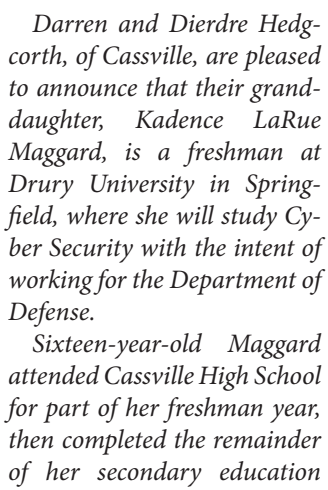 Darren and Dierdre Hedg-
corth, of Cassville, are pleased
to announce that their grand-
daughter, Kadence LaRue
Maggard, is a freshman at
Drury University in Spring-
field, where she will study Cy-
ber Security with the intent of
working for the Department of
Defense.
Sixteen-year-old Maggard
attended Cassville High School
for part of her freshman year,
then completed the remainder
of her secondary education